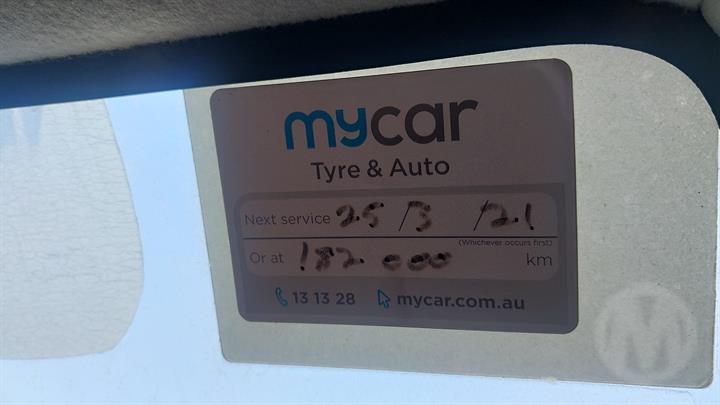 mycar
Tyre & Auto
Next service 25 / 3 / 21
(Whichever occurs first)
Or at 182 000 km
13 13 28 mycar.com.au
M